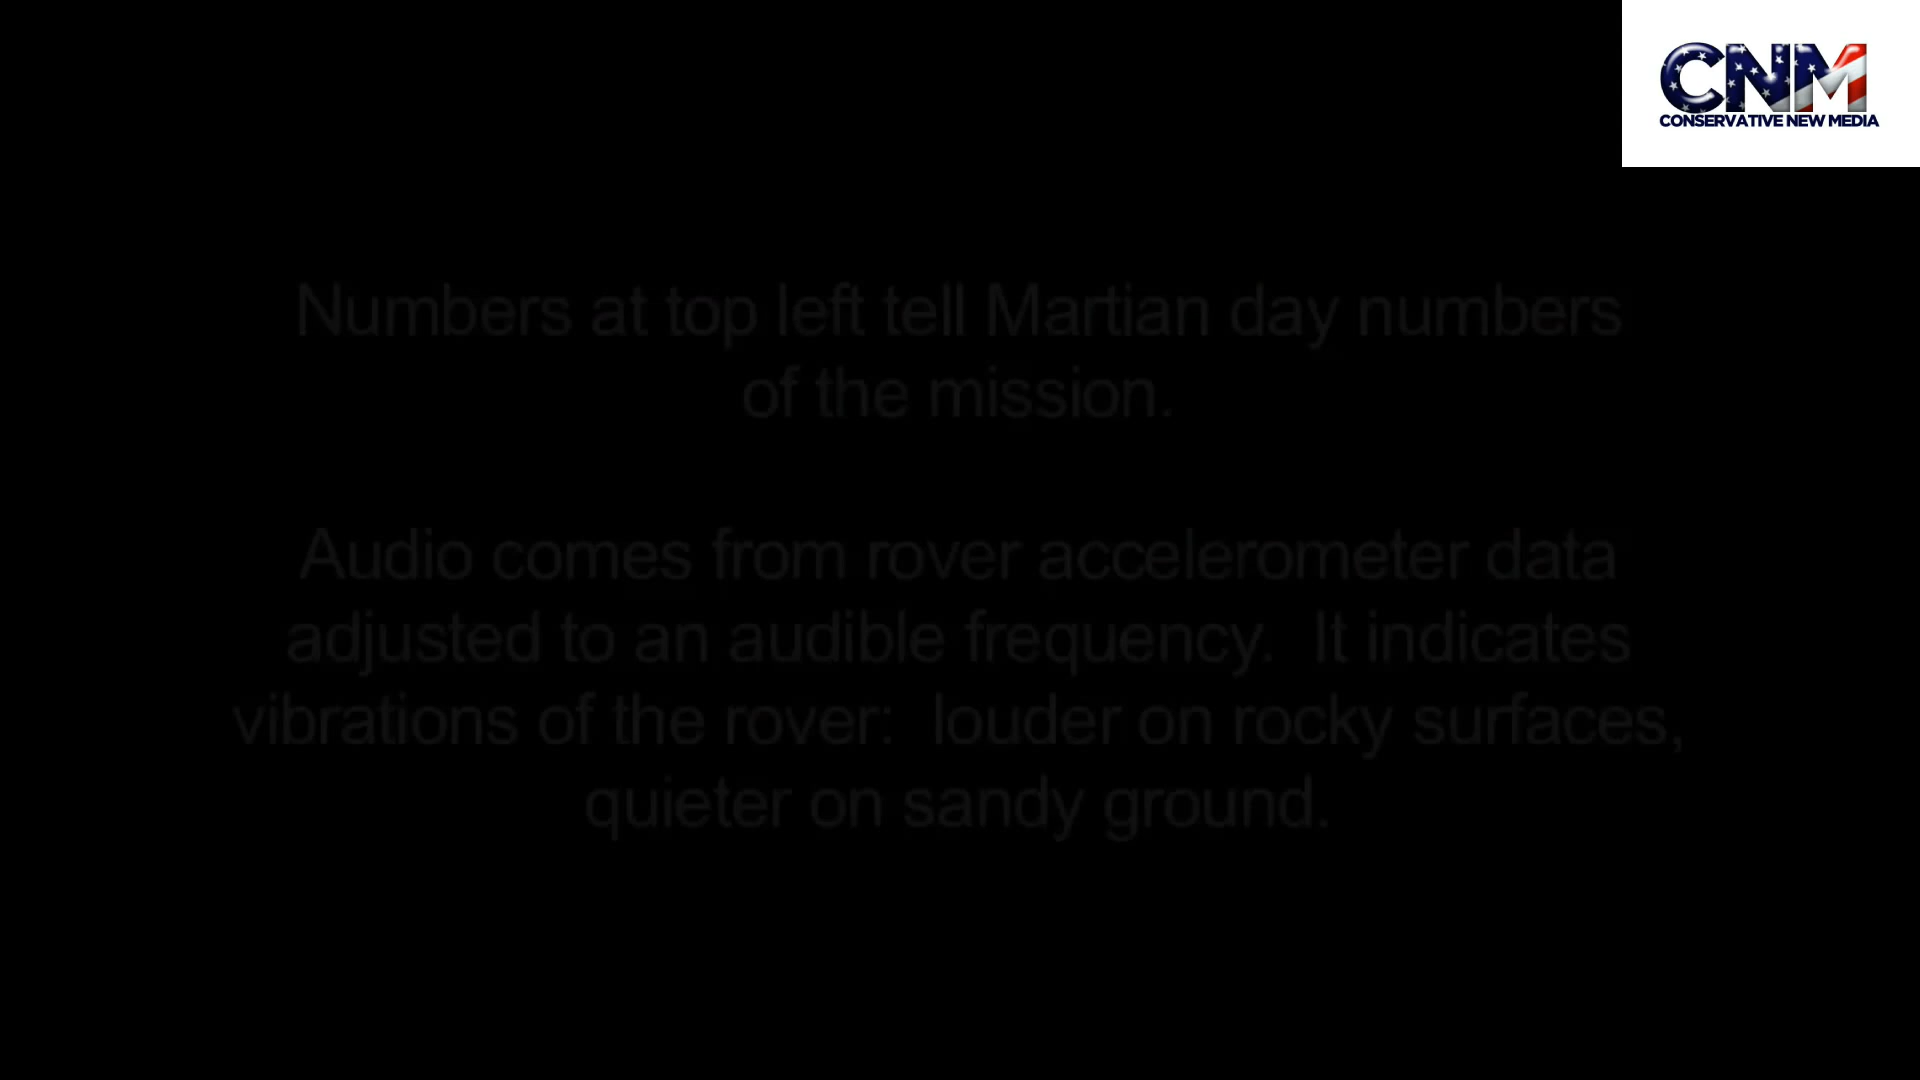 CNM
CONSERVATIVE NEW MEDIA
Numbers at top left tell Martian day numbers
of the mission.
Audio comes from rover accelerometer data
adjusted to an audible frequency.  It indicates
vibrations of the rover:  louder on rocky surfaces,
quieter on sandy ground.